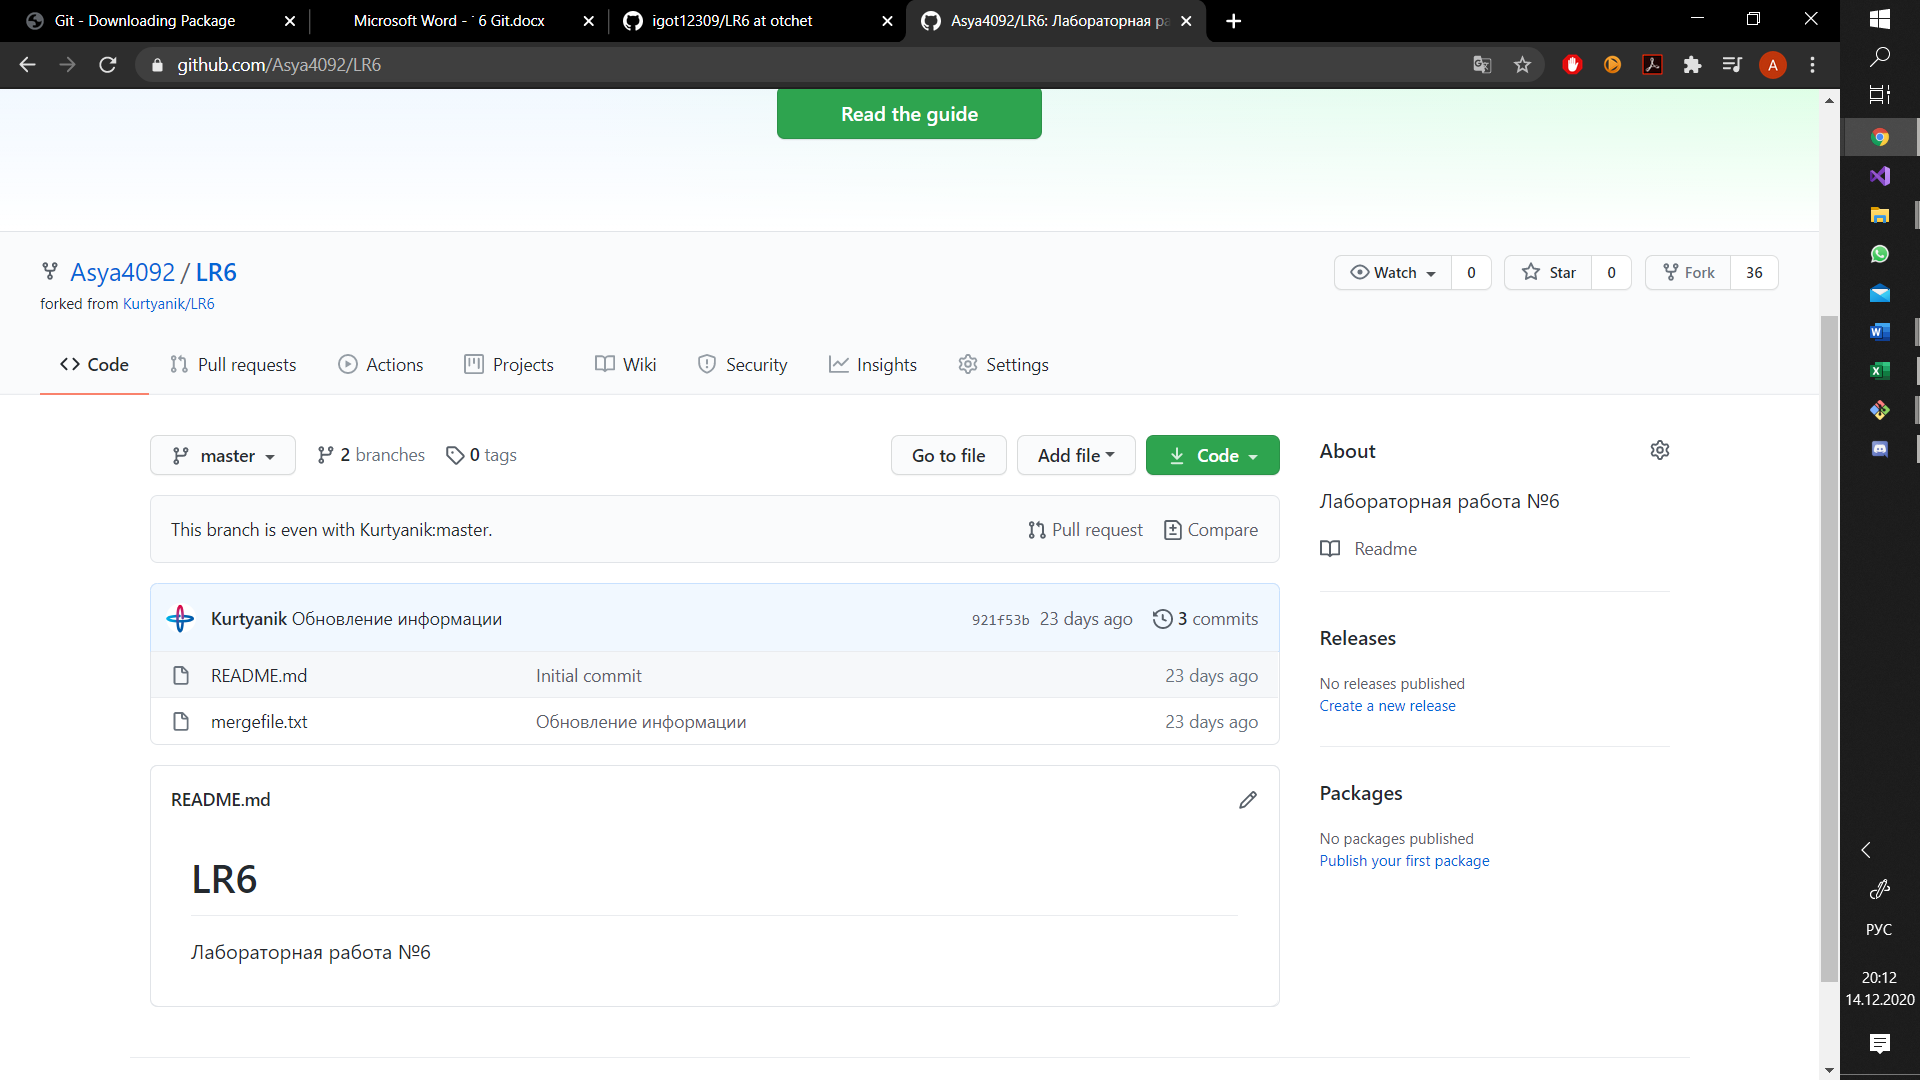 Git - Downloading Package
Microsoft Word - ˙ 6 Git.docx
igot12309/LR6 at otchet
Asya4092/LR6: Лабораторная ра
github.com/Asya4092/LR6
A
Read the guide
Asya4092 / LR6
forked from Kurtyanik/LR6
Watch 0
Star 0
Fork 36
Code
Pull requests
Actions
Projects
Wiki
Security
Insights
Settings
master
2 branches
0 tags
Go to file
Add file
Code
This branch is even with Kurtyanik:master.
Pull request
Compare
Kurtyanik Обновление информации
921f53b 23 days ago
3 commits
README.md Initial commit 23 days ago
mergefile.txt Обновление информации 23 days ago
README.md
LR6
Лабораторная работа №6
About
Лабораторная работа №6
Readme
Releases
No releases published
Create a new release
Packages
No packages published
Publish your first package
РУС
20:12
14.12.2020